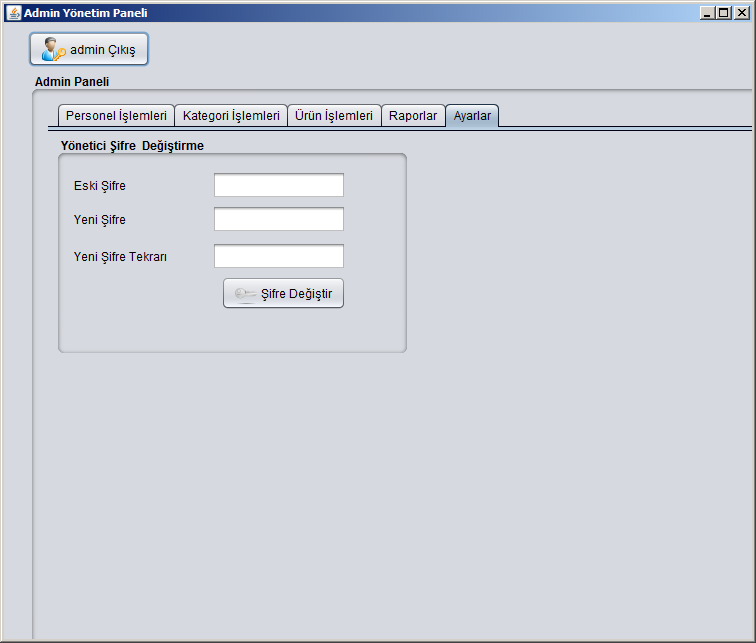 Admin Yönetim Paneli
admin Çıkış
Admin Paneli
Personel İşlemleri Kategori İşlemleri Ürün İşlemleri Raporlar Ayarlar
Yönetici Şifre Değiştirme
Eski Şifre
Yeni Şifre
Yeni Şifre Tekrarı
Şifre Değiştir